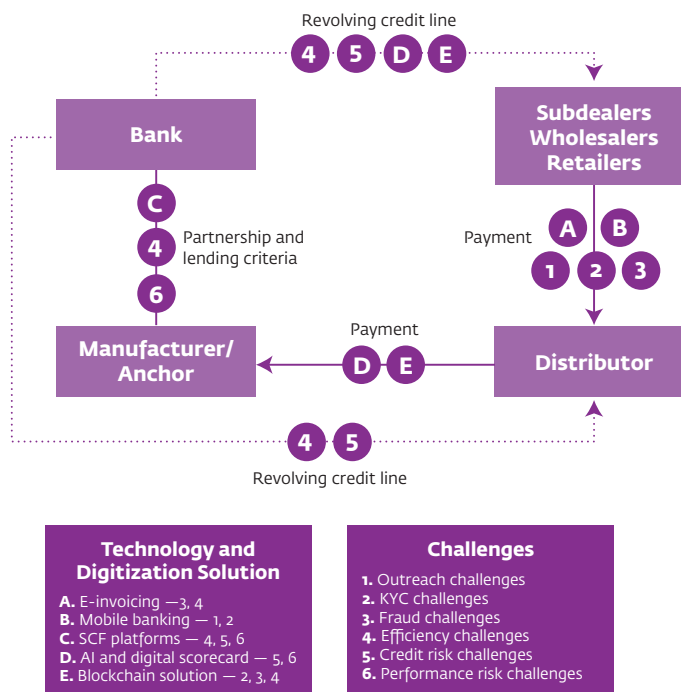 Revolving credit line
4 5 D E
Bank
Subdealers
Wholesalers
Retailers
C
4
6
Partnership and
lending criteria
Payment
A B
1 2 3
Manufacturer/
Anchor
Payment
D E
Distributor
4 5
Revolving credit line
Technology and
Digitization Solution
A. E-invoicing —3, 4
B. Mobile banking — 1, 2
C. SCF platforms — 4, 5, 6
D. AI and digital scorecard — 5, 6
E. Blockchain solution — 2, 3, 4
Challenges
1. Outreach challenges
2. KYC challenges
3. Fraud challenges
4. Efficiency challenges
5. Credit risk challenges
6. Performance risk challenges